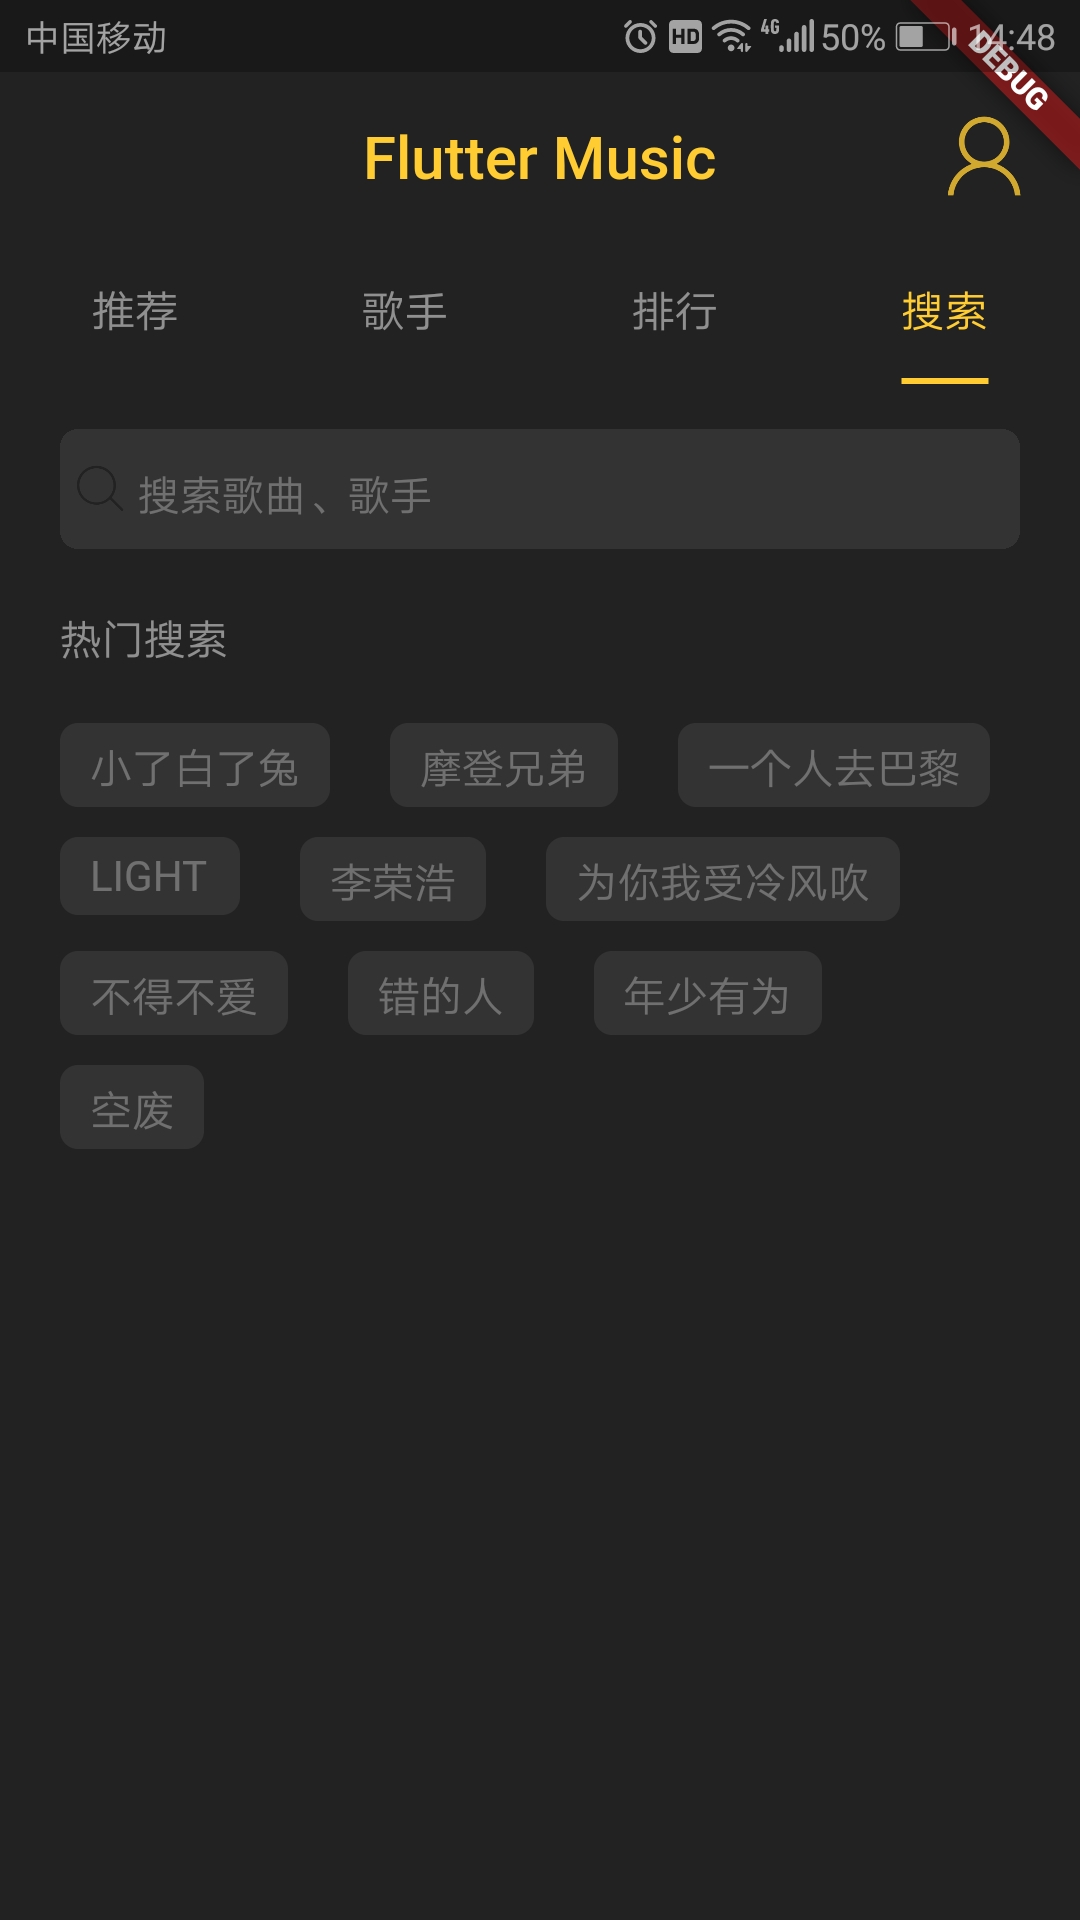 中国移动 HD 4G 50% 14:48
DEBUG
Flutter Music
推荐 歌手 排行 搜索
搜索歌曲、歌手
热门搜索
小了白了兔 摩登兄弟 一个人去巴黎
LIGHT 李荣浩 为你我受冷风吹
不得不爱 错的人 年少有为
空废